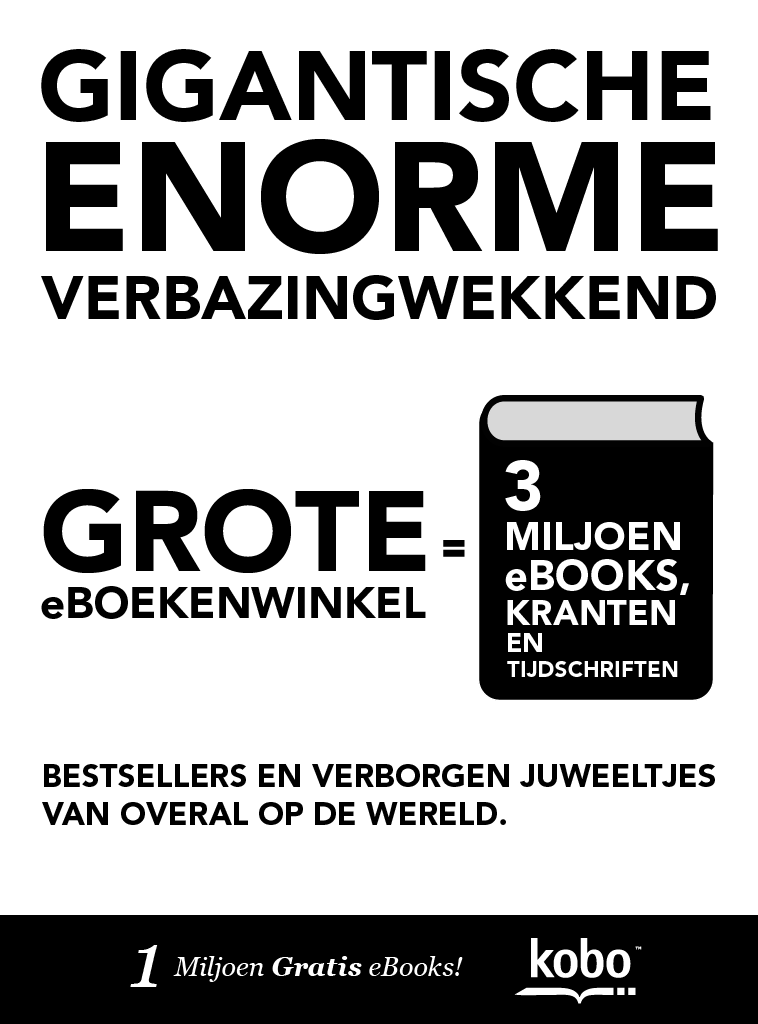 GIGANTISCHE
ENORME
VERBAZINGWEKKEND
GROTE
eBOEKENWINKEL
=
3
MILJOEN
eBOOKS,
KRANTEN
EN
TIJDSCHRIFTEN
BESTSELLERS EN VERBORGEN JUWEELTJES
VAN OVERAL OP DE WERELD.
1 Miljoen Gratis eBooks!
kobo™